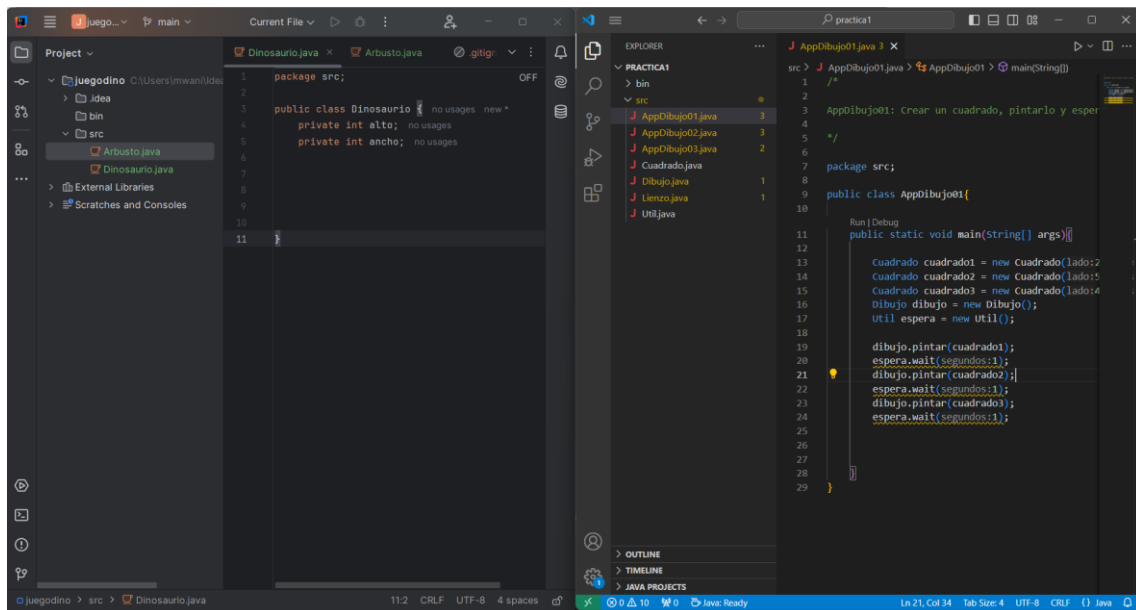 juego...
main
Current File
Project
juegodino C:\Users\mwani\Idea
.idea
bin
src
Arbusto.java
Dinosaurio.java
External Libraries
Scratches and Consoles
Dinosaurio.java
Arbusto.java
.gitign
OFF
1 package src;
2
3 public class Dinosaurio { no usages new *
4 private int alto; no usages
5 private int ancho; no usages
6
7
8
9
10
11 }
juegodino > src > Dinosaurio.java
11:2 CRLF UTF-8 4 spaces
practica1
EXPLORER
PRACTICA1
bin
src
AppDibujo01.java 3
AppDibujo02.java 3
AppDibujo03.java 2
Cuadrado.java
Dibujo.java 1
Lienzo.java 1
Util.java
OUTLINE
TIMELINE
JAVA PROJECTS
AppDibujo01.java 3
src > AppDibujo01.java > AppDibujo01 > main(String[])
1 /*
2
3 AppDibujo01: Crear un cuadrado, pintarlo y esper
4
5 */
6
7 package src;
8
9 public class AppDibujo01{
10
Run | Debug
11 public static void main(String[] args){
12
13 Cuadrado cuadrado1 = new Cuadrado(lado:2
14 Cuadrado cuadrado2 = new Cuadrado(lado:5
15 Cuadrado cuadrado3 = new Cuadrado(lado:4
16 Dibujo dibujo = new Dibujo();
17 Util espera = new Util();
18
19 dibujo.pintar(cuadrado1);
20 espera.wait(segundos:1);
21 dibujo.pintar(cuadrado2);
22 espera.wait(segundos:1);
23 dibujo.pintar(cuadrado3);
24 espera.wait(segundos:1);
25
26
27
28 }
29 }
0 10 0 Java: Ready
Ln 21, Col 34 Tab Size: 4 UTF-8 CRLF {} Java